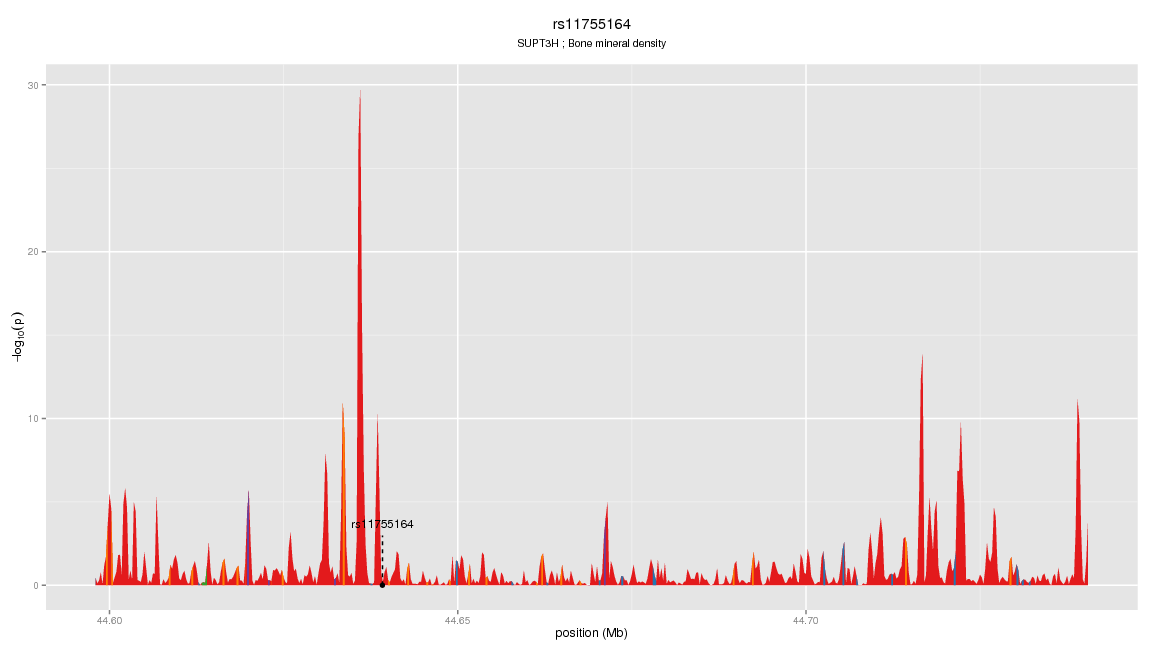 rs11755164
SUPT3H ; Bone mineral density
30
20
10
0
−log10(p)
rs11755164
44.60
44.65
44.70
position (Mb)